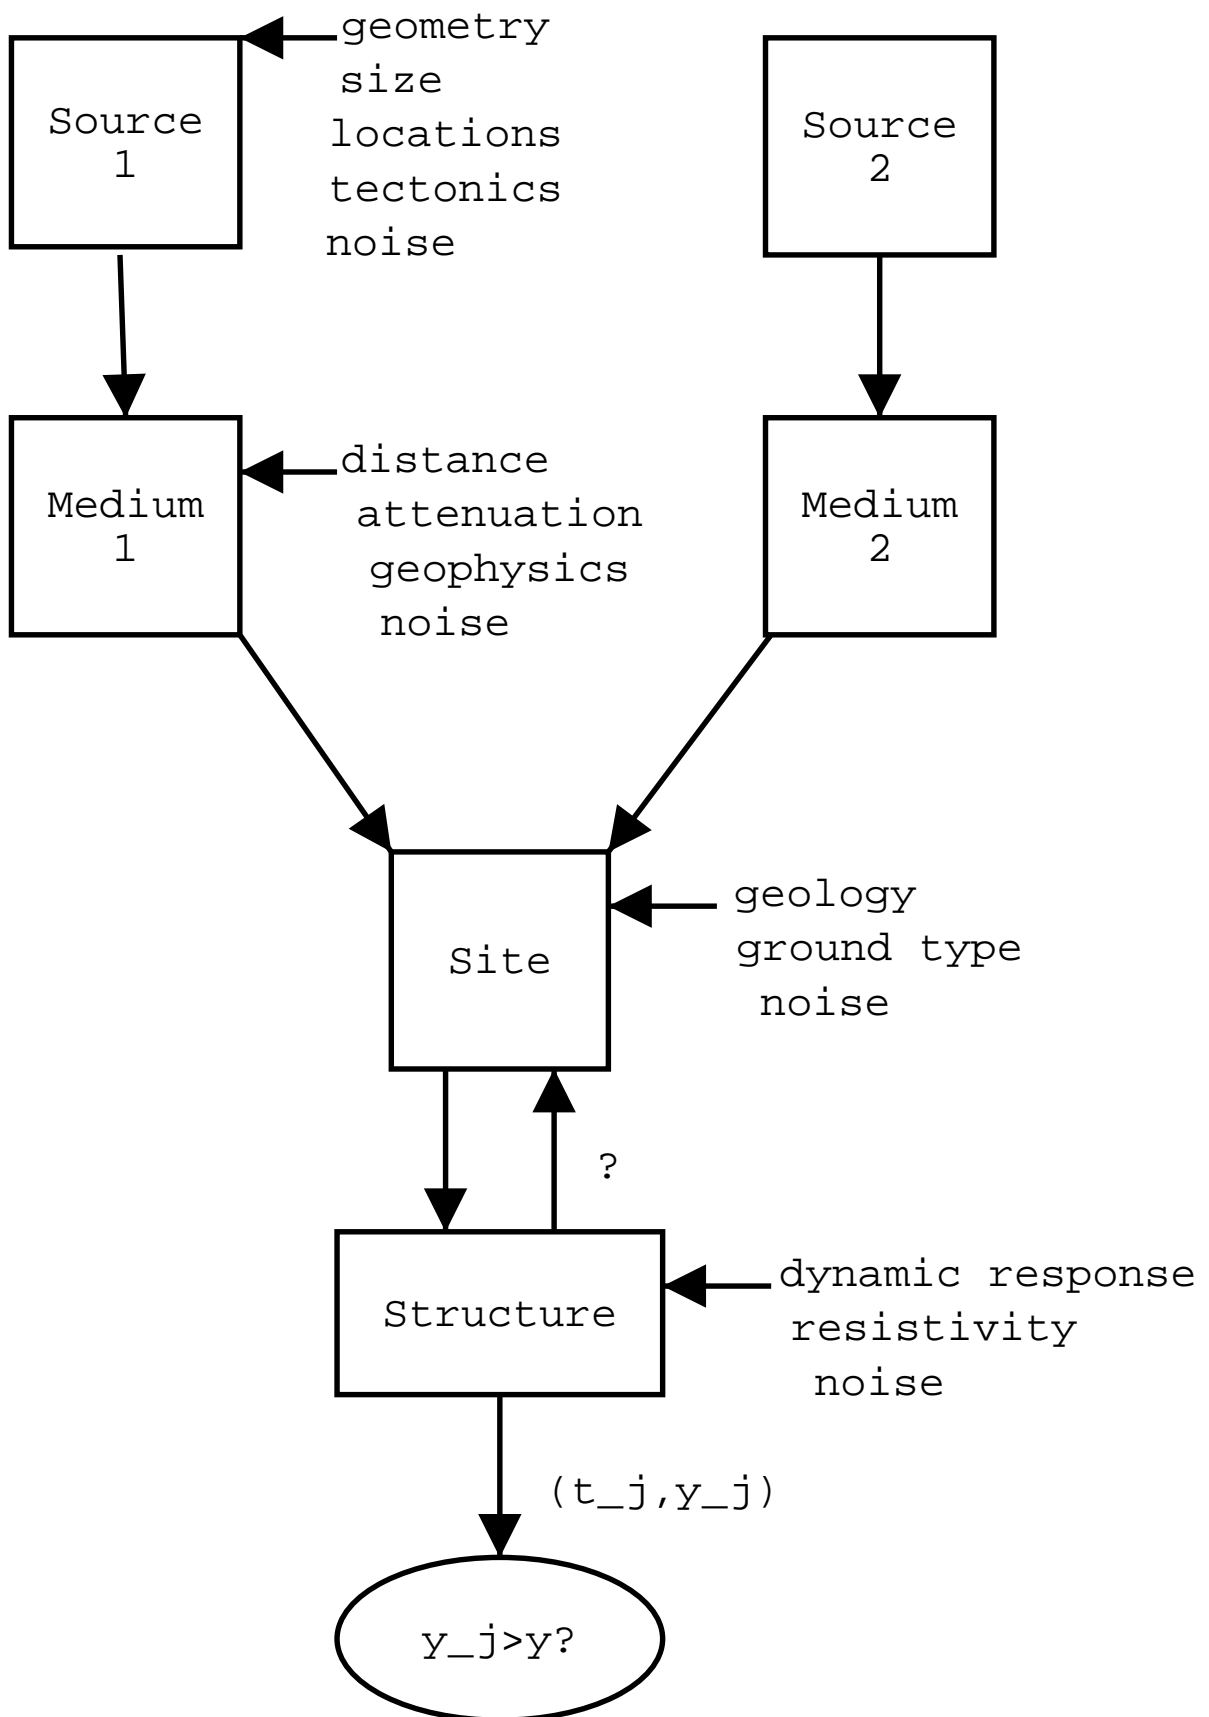 geometry
size
locations
tectonics
noise
Source
1
Source
2
distance
attenuation
geophysics
noise
Medium
1
Medium
2
geology
ground type
noise
Site
?
dynamic response
resistivity
noise
Structure
(t_j,y_j)
y_j>y?